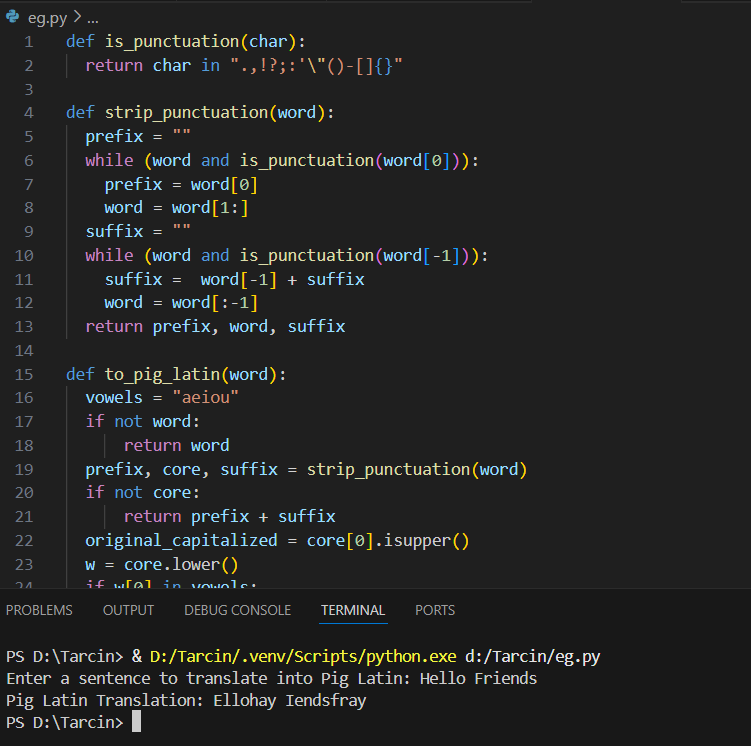 eg.py > ...
1 def is_punctuation(char):
2 return char in ".,!?;:'\"()-[]{}"
3
4 def strip_punctuation(word):
5 prefix = ""
6 while (word and is_punctuation(word[0])):
7 prefix = word[0]
8 word = word[1:]
9 suffix = ""
10 while (word and is_punctuation(word[-1])):
11 suffix =  word[-1] + suffix
12 word = word[:-1]
13 return prefix, word, suffix
14
15 def to_pig_latin(word):
16 vowels = "aeiou"
17 if not word:
18 return word
19 prefix, core, suffix = strip_punctuation(word)
20 if not core:
21 return prefix + suffix
22 original_capitalized = core[0].isupper()
23 w = core.lower()
24 if w[0] in vowels:
PROBLEMS OUTPUT DEBUG CONSOLE TERMINAL PORTS
PS D:\Tarcin> & D:/Tarcin/.venv/Scripts/python.exe d:/Tarcin/eg.py
Enter a sentence to translate into Pig Latin: Hello Friends
Pig Latin Translation: Ellohay Iendsfray
PS D:\Tarcin>